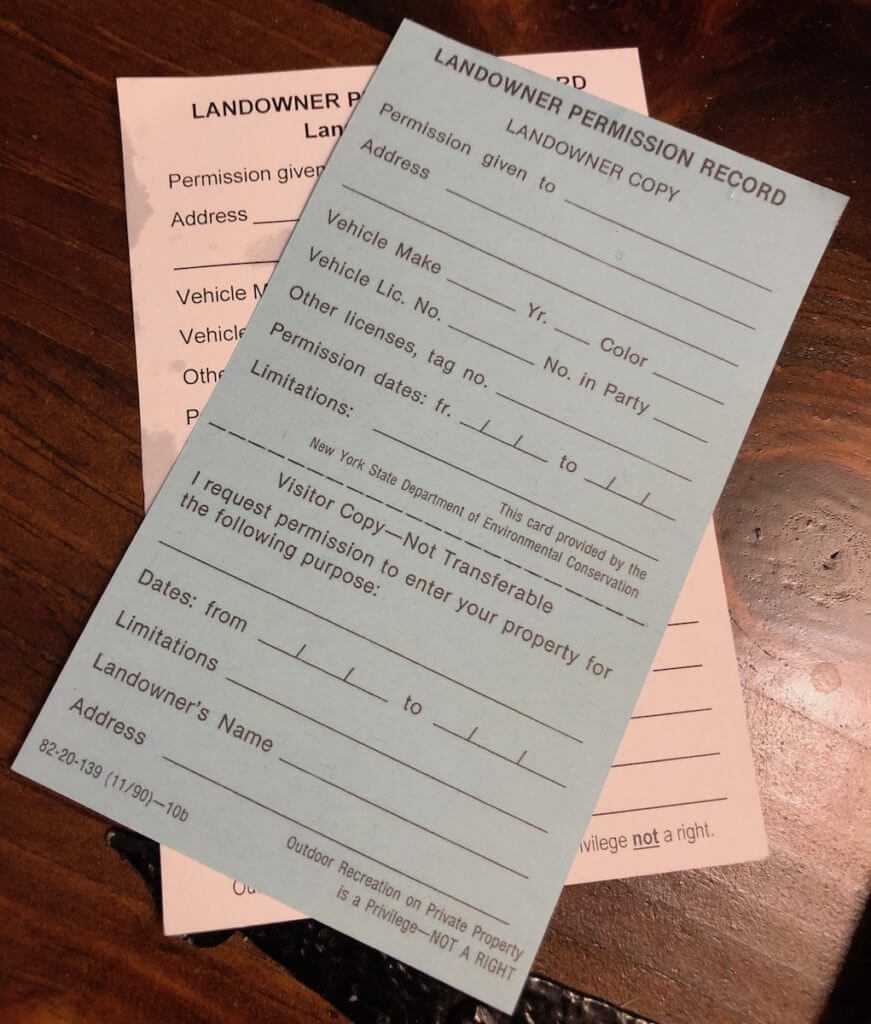 LANDOWNER PERMISSION RECORD
LANDOWNER COPY
Permission given to
Address
Vehicle Make Yr. Color
Vehicle Lic. No. No. in Party
Other licenses, tag no.
Permission dates: fr. / / to / /
Limitations:
This card provided by the
New York State Department of Environmental Conservation
Visitor Copy—Not Transferable
I request permission to enter your property for
the following purpose:
Dates: from / / to / /
Limitations
Landowner's Name
Address
82-20-139 (11/90)—10b
Outdoor Recreation on Private Property
is a Privilege—NOT A RIGHT
LANDOWNER P RD
Lan
Permission given
Address
Vehicle M
Vehicle
Othe
P
ivilege not a right.
Ou